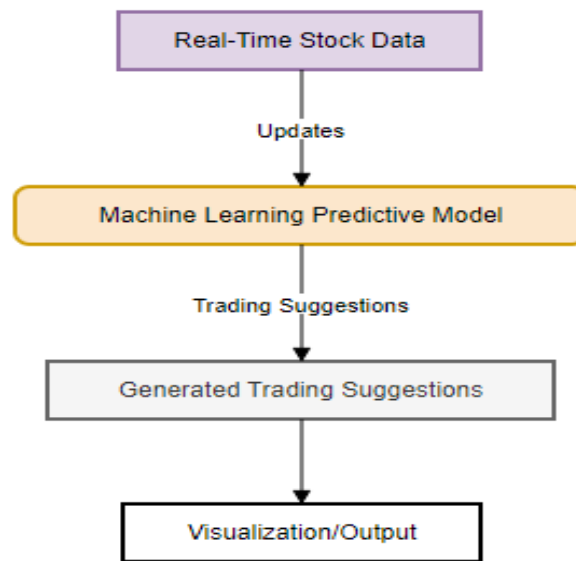 Real-Time Stock Data
Updates
Machine Learning Predictive Model
Trading Suggestions
Generated Trading Suggestions
Visualization/Output